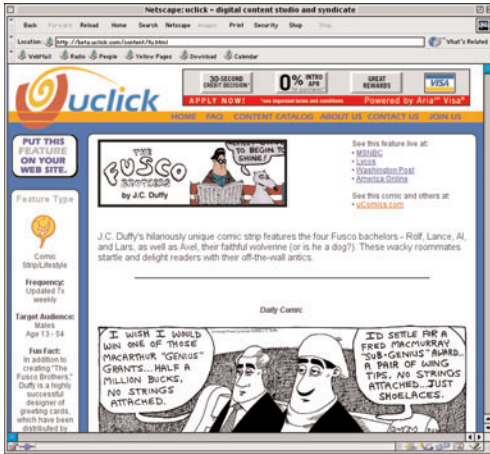 Netscape: uclick - digital content studio and syndicate
Back Forward Reload Home Search Netscape Images Print Security Shop Stop
Location: http://beta.uclick.com/content/fu.html What's Related
WebMail Radio People Yellow Pages Download Calendar
uclick
30-SECOND
CREDIT DECISION*
0% INTRO
APR
GREAT
REWARDS
VISA
APPLY NOW! *see important terms and conditions Powered by Aria™ Visa®
HOME FAQ CONTENT CATALOG ABOUT US CONTACT US JOIN US
PUT THIS
FEATURE
ON YOUR
WEB SITE.
Feature Type
Comic
Strip/Lifestyle
Frequency:
Updated 7x
weekly
Target Audience:
Males
Age 13 - 54
Fun Fact:
In addition to
creating "The
Fusco Brothers,"
Duffy is a highly
successful
designer of
greeting cards,
which have been
distributed by
THE
FUSCO
BROTHERS
by J.C. Duffy
TO BEGIN TO
SHINE!
See this feature live at:
• MSNBC
• Lycos
• Washington Post
• America Online
See this comic and others at:
• uComics.com
J.C. Duffy's hilariously unique comic strip features the four Fusco bachelors - Rolf, Lance, Al,
and Lars, as well as Axel, their faithful wolverine (or is he a dog?). These wacky roommates
startle and delight readers with their off-the-wall antics.
Daily Comic
I WISH I WOULD
WIN ONE OF THOSE
MACARTHUR "GENIUS"
GRANTS...HALF A
MILLION BUCKS,
NO STRINGS
ATTACHED.
I'D SETTLE FOR A
FRED MACMURRAY
"SUB-GENIUS" AWARD...
A PAIR OF WING
TIPS, NO STRINGS
ATTACHED...JUST
SHOELACES.